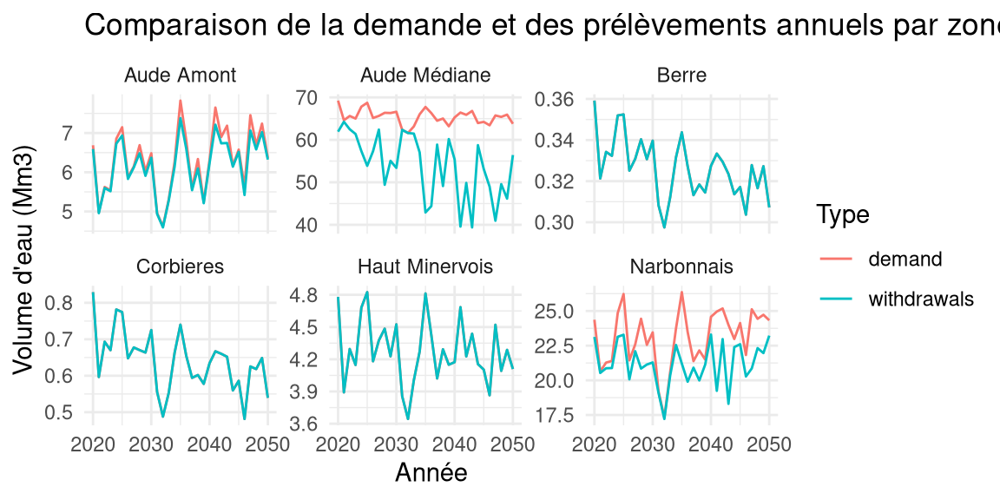 Comparaison de la demande et des prélèvements annuels par zon
Aude Amont
Aude Médiane
Berre
7
6
5
70
60
50
40
0.36
0.34
0.32
0.30
Corbieres
Haut Minervois
Narbonnais
0.8
0.7
0.6
0.5
4.8
4.5
4.2
3.9
3.6
25.0
22.5
20.0
17.5
2020 2030 2040 2050
2020 2030 2040 2050
2020 2030 2040 2050
Année
Volume d'eau (Mm3)
Type
demand
withdrawals